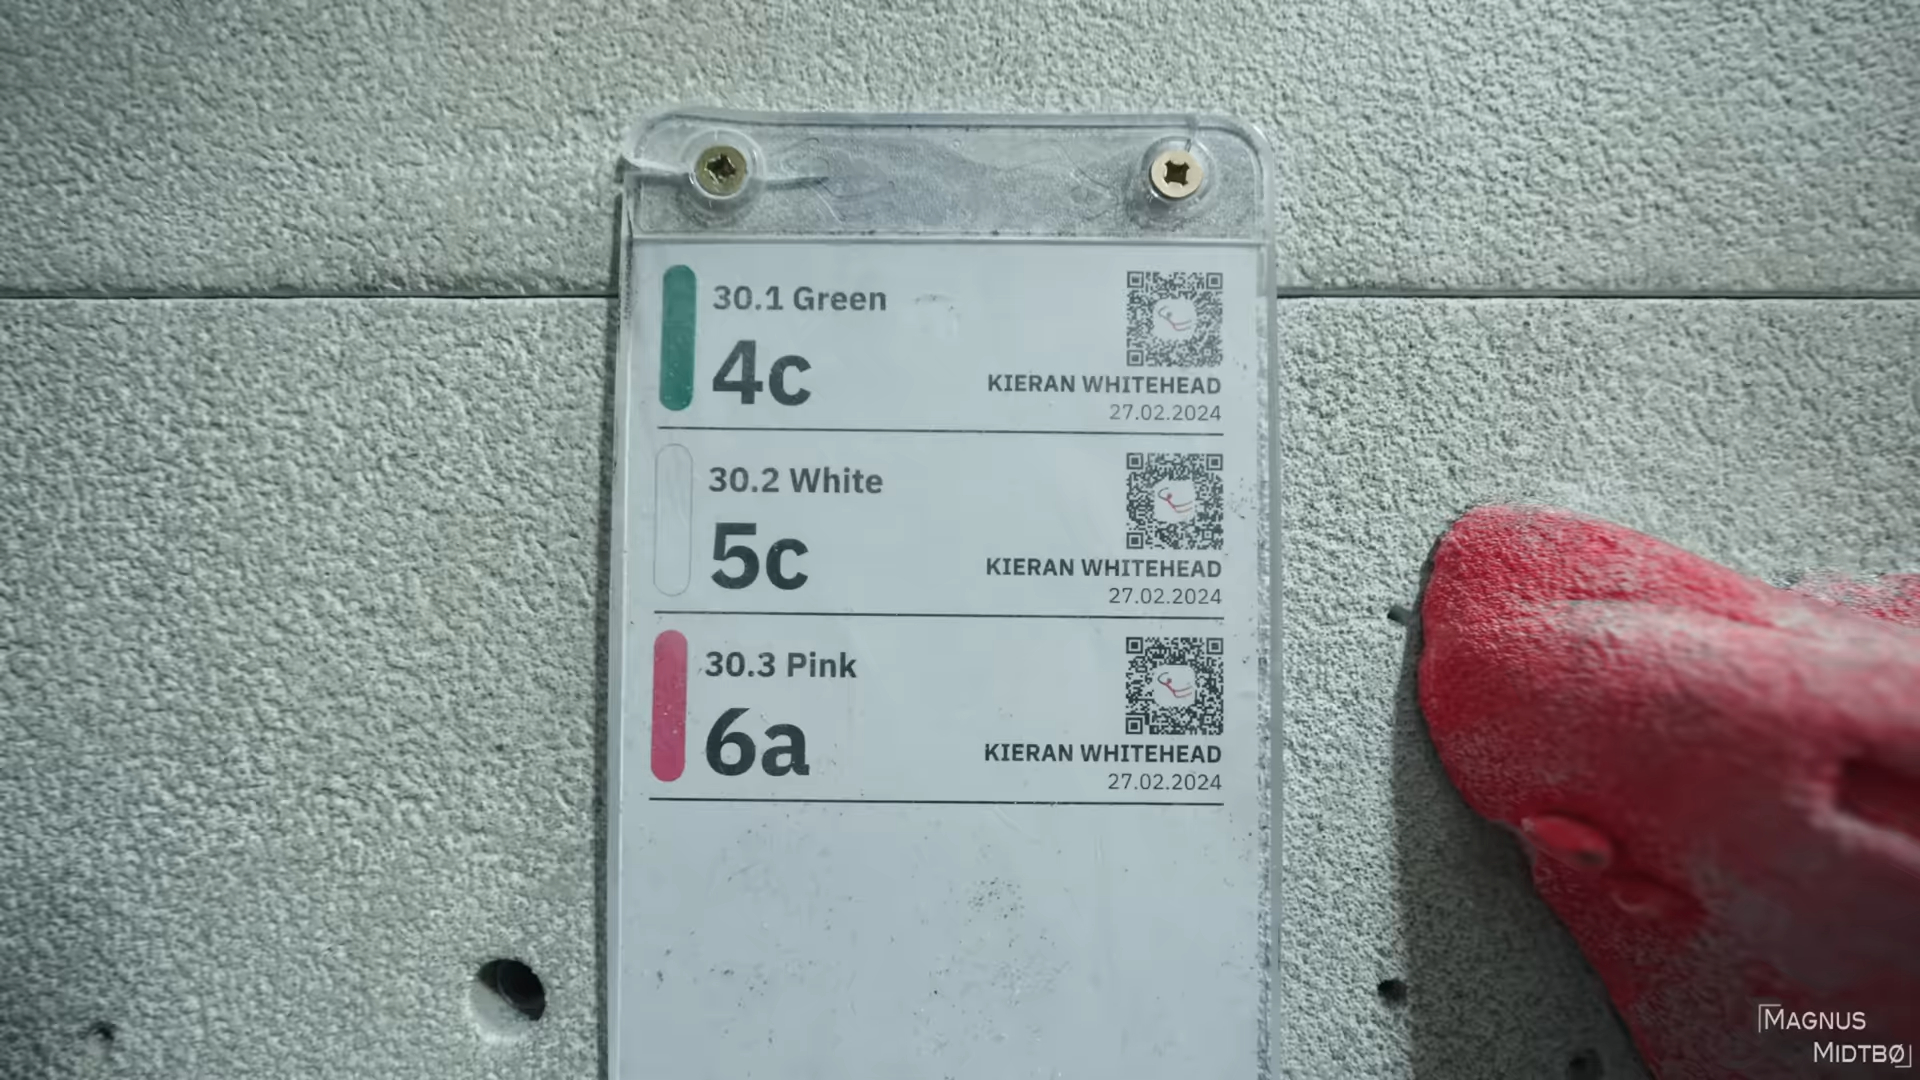 30.1 Green
4c
KIERAN WHITEHEAD
27.02.2024
30.2 White
5c
KIERAN WHITEHEAD
27.02.2024
30.3 Pink
6a
KIERAN WHITEHEAD
27.02.2024
MAGNUS
MIDTBØ